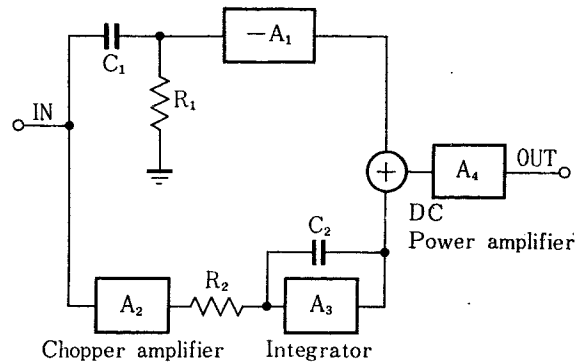 IN
C₁
R₁
−A₁
+
A₄
OUT
DC
Power amplifier
C₂
R₂
A₂
A₃
Chopper amplifier
Integrator